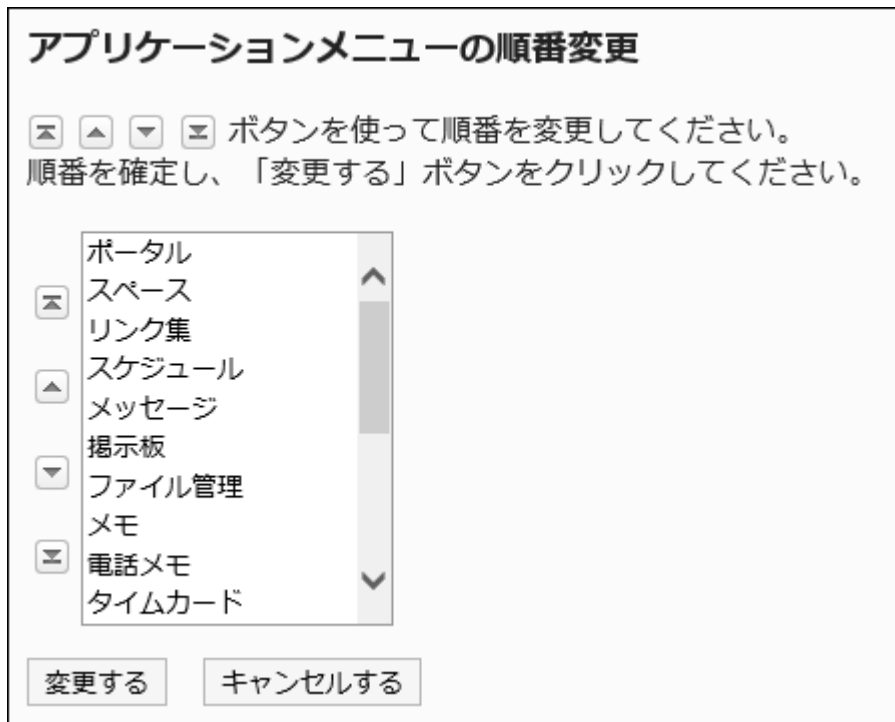 アプリケーションメニューの順番変更
ボタンを使って順番を変更してください。
順番を確定し、「変更する」ボタンをクリックしてください。
ポータル
スペース
リンク集
スケジュール
メッセージ
掲示板
ファイル管理
メモ
電話メモ
タイムカード
変更する キャンセルする